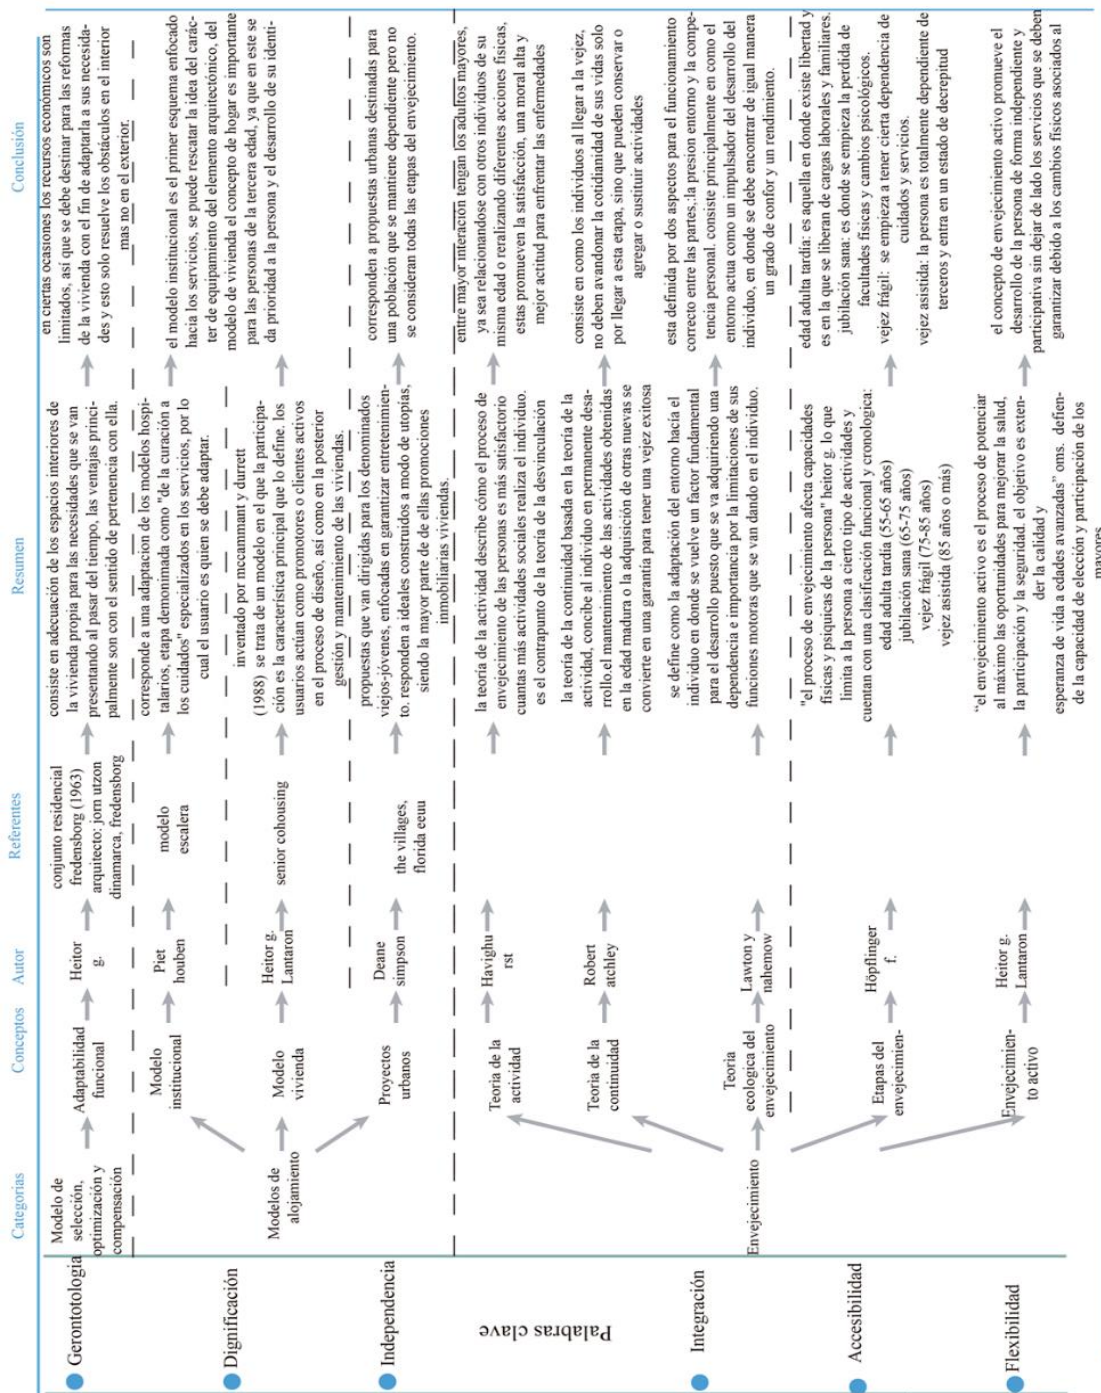 Categorias
Conceptos
Autor
Referentes
Resumen
Conclusión
Palabras clave
Gerontotologia
Dignificación
Independencia
Integración
Accesibilidad
Flexibilidad
Modelo de
selección,
optimización y
compensación
Adaptabilidad
funcional
Heitor
g.
conjunto residencial
fredensborg (1963)
arquitecto: jorn utzon
dinamarca, fredensborg
consiste en adecuación de los espacios interiores de
la vivienda propia para las necesidades que se van
presentando al pasar del tiempo, las ventajas princi-
palmente son con el sentido de pertenencia con ella.
en ciertas ocasiones los recursos económicos son
limitados, así que se debe destinar para las reformas
de la vivienda con el fin de adaptarla a sus necesida-
des y esto solo resuelve los obstáculos en el interior
mas no en el exterior.
Modelos de
alojamiento
Modelo
institucional
Piet
houben
modelo
escalera
corresponde a una adaptacion de los modelos hospi-
talarios, etapa denominada como "de la curación a
los cuidados" especializados en los servicios, por lo
cual el usuario es quien se debe adaptar.
el modelo institucional es el primer esquema enfocado
hacia los servicios, se puede rescatar la idea del carác-
ter de equipamiento del elemento arquitectónico, del
modelo de vivienda el concepto de hogar es importante
para las personas de la tercera edad, ya que en este se
da prioridad a la persona y el desarrollo de su identi-
Modelo
vivienda
Heitor g.
Lantaron
senior cohousing
inventado por mccammant y durrett
(1988) se trata de un modelo en el que la participa-
ción es la característica principal que lo define. los
usuarios actúan como promotores o clientes activos
en el proceso de diseño, así como en la posterior
gestión y mantenimiento de las viviendas.
Proyectos
urbanos
Deane
simpson
the villages,
florida eeuu
propuestas que van dirigidas para los denominados
viejos-jóvenes, enfocadas en garantizar entretenimien-
to. responden a ideales construidos a modo de utopias,
siendo la mayor parte de ellas promociones
inmobiliarias viviendas.
corresponden a propuestas urbanas destinadas para
una población que se mantiene dependiente pero no
se consideran todas las etapas del envejecimiento.
Envejecimiento
Teoria de la
actividad
Havighu
rst
la teoría de la actividad describe cómo el proceso de
envejecimiento de las personas es más satisfactorio
cuantas más actividades sociales realiza el individuo.
es el contrapunto de la teoría de la desvinculación
enttre mayor interacción tengan los adultos mayores,
ya sea relacionandose con otros individuos de su
misma edad o reralizando diferentes acciones físicas,
estas promueven la satisfacción, una moral alta y
mejor actitud para enfrentar las enfermedades
Teoria de la
continuidad
Robert
atchley
la teoría de la continuidad basada en la teoría de la
actividad, concibe al individuo en permanente desa-
rrollo.el mantenimiento de las actividades obtenidas
en la edad madura o la adquisición de otras nuevas se
convierte en una garantía para tener una vejez exitosa
consiste en como los individuos al llegar a la vejez,
no deben avandonar la cotidianidad de sus vidas solo
por llegar a esta etapa, sino que pueden conservar o
agregar o sustituir actividades
Teoria
ecologica del
envejecimiento
Lawton y
nahemow
se define como la adaptación del entorno hacía el
individuo en donde se vuelve un factor fundamental
para el desarrollo puesto que se va adquiriendo una
dependencia e importancia por la limitaciones de sus
funciones motoras que se van dando en el individuo.
esta definida por dos aspectos para el funcionamiento
correcto entre las partes,:la presion entorno y la compe-
tencia personal. consiste principalmente en como el
entorno actua como un impulsador del desarrollo del
individuo, en donde se debe encontrar de igual manera
un grado de confor y un rendimiento.
Etapas del
envejecimien-
Höpflinger
f.
"el proceso de envejecimiento afecta capacidades
físicas y psíquicas de la persona" heitor g. lo que
limita a la persona a cierto tipo de actividades y
cuentan con una clasificación funcional y cronologica:
edad adulta tardía (55-65 años)
jubilación sana (65-75 años)
vejez frágil (75-85 años)
vejez asistida (85 años o más)
edad adulta tardía: es aquella en donde existe libertad y
es en la que se liberan de cargas laborales y familiares.
jubilación sana: es donde se empieza la perdida de
facultades físicas y cambios psicológicos.
vejez frágil: se empieza a tener cierta dependencia de
cuidados y servicios.
vejez asistida: la persona es totalmente dependiente de
terceros y entra en un estado de decrepitud
Envejecimien-
to activo
Heitor g.
Lantaron
"el envejecimiento activo es el proceso de potenciar
al máximo las oportunidades para mejorar la salud,
la participación y la seguridad. el objetivo es exten-
der la calidad y
esperanza de vida a edades avanzadas" oms. defien-
de la capacidad de elección y participación de los
mayores
el concepto de envejecimiento activo promueve el
desarrollo de la persona de forma independiente y
participativa sin dejar de lado los servicios que se deben
garantizar debido a los cambios físicos asociados al